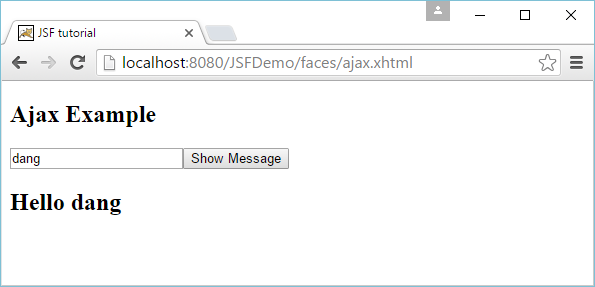 JSF tutorial
localhost:8080/JSFDemo/faces/ajax.xhtml
Ajax Example
dang Show Message
Hello dang